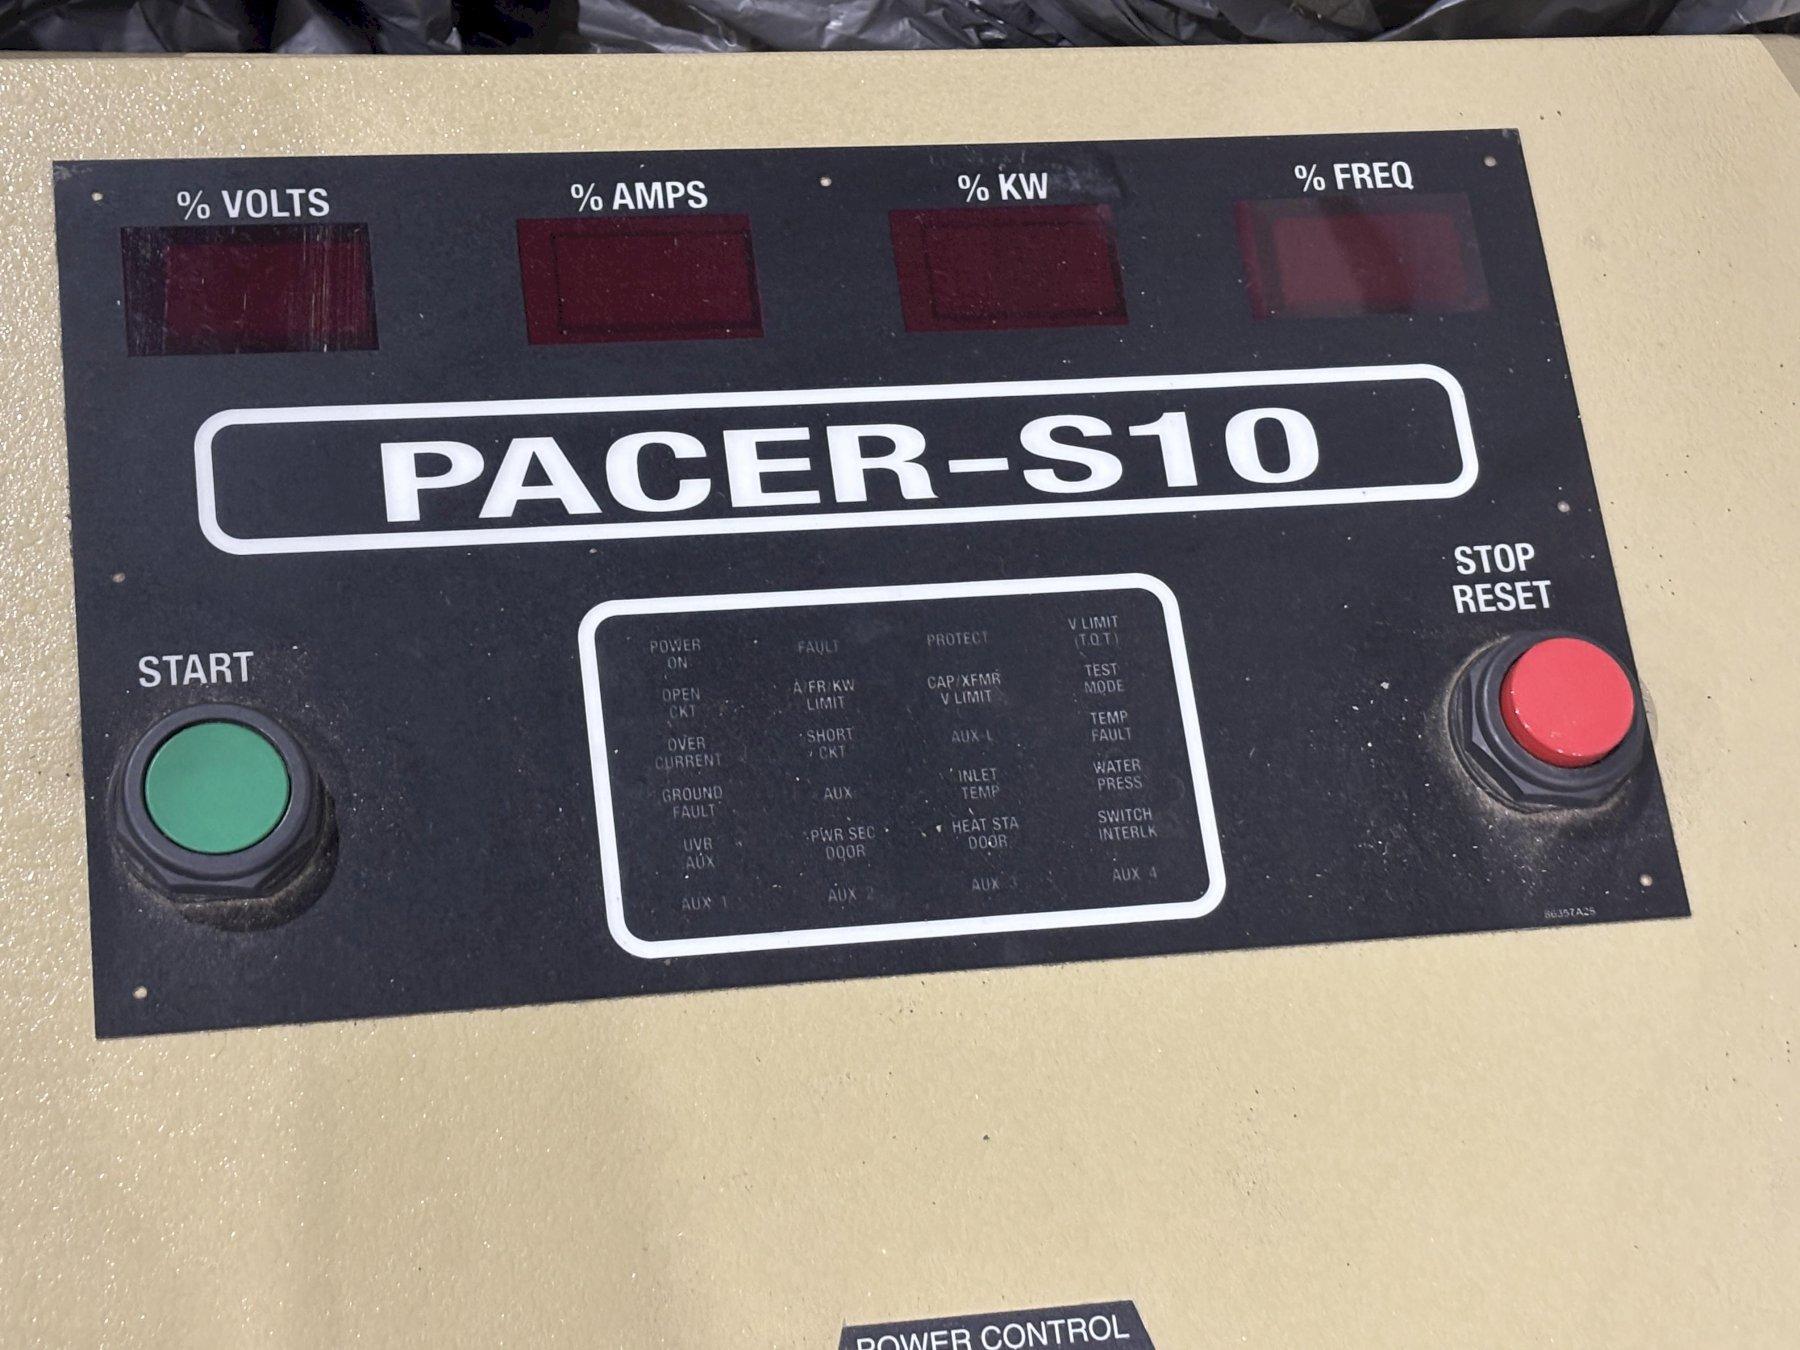 % VOLTS % AMPS % KW % FREQ
PACER-S10
START
STOP
RESET
POWER
ON
FAULT
PROTECT
V LIMIT
(T.O.T)
OPEN
CKT
A/FR/KW
LIMIT
CAP/XFMR
V LIMIT
TEST
MODE
OVER
CURRENT
SHORT
CKT
AUX L
TEMP
FAULT
GROUND
FAULT
AUX
INLET
TEMP
WATER
PRESS
UVR
AUX
PWR SEC
DOOR
HEAT STA
DOOR
SWITCH
INTERLK
AUX 1
AUX 2
AUX 3
AUX 4
86357A25
POWER CONTROL